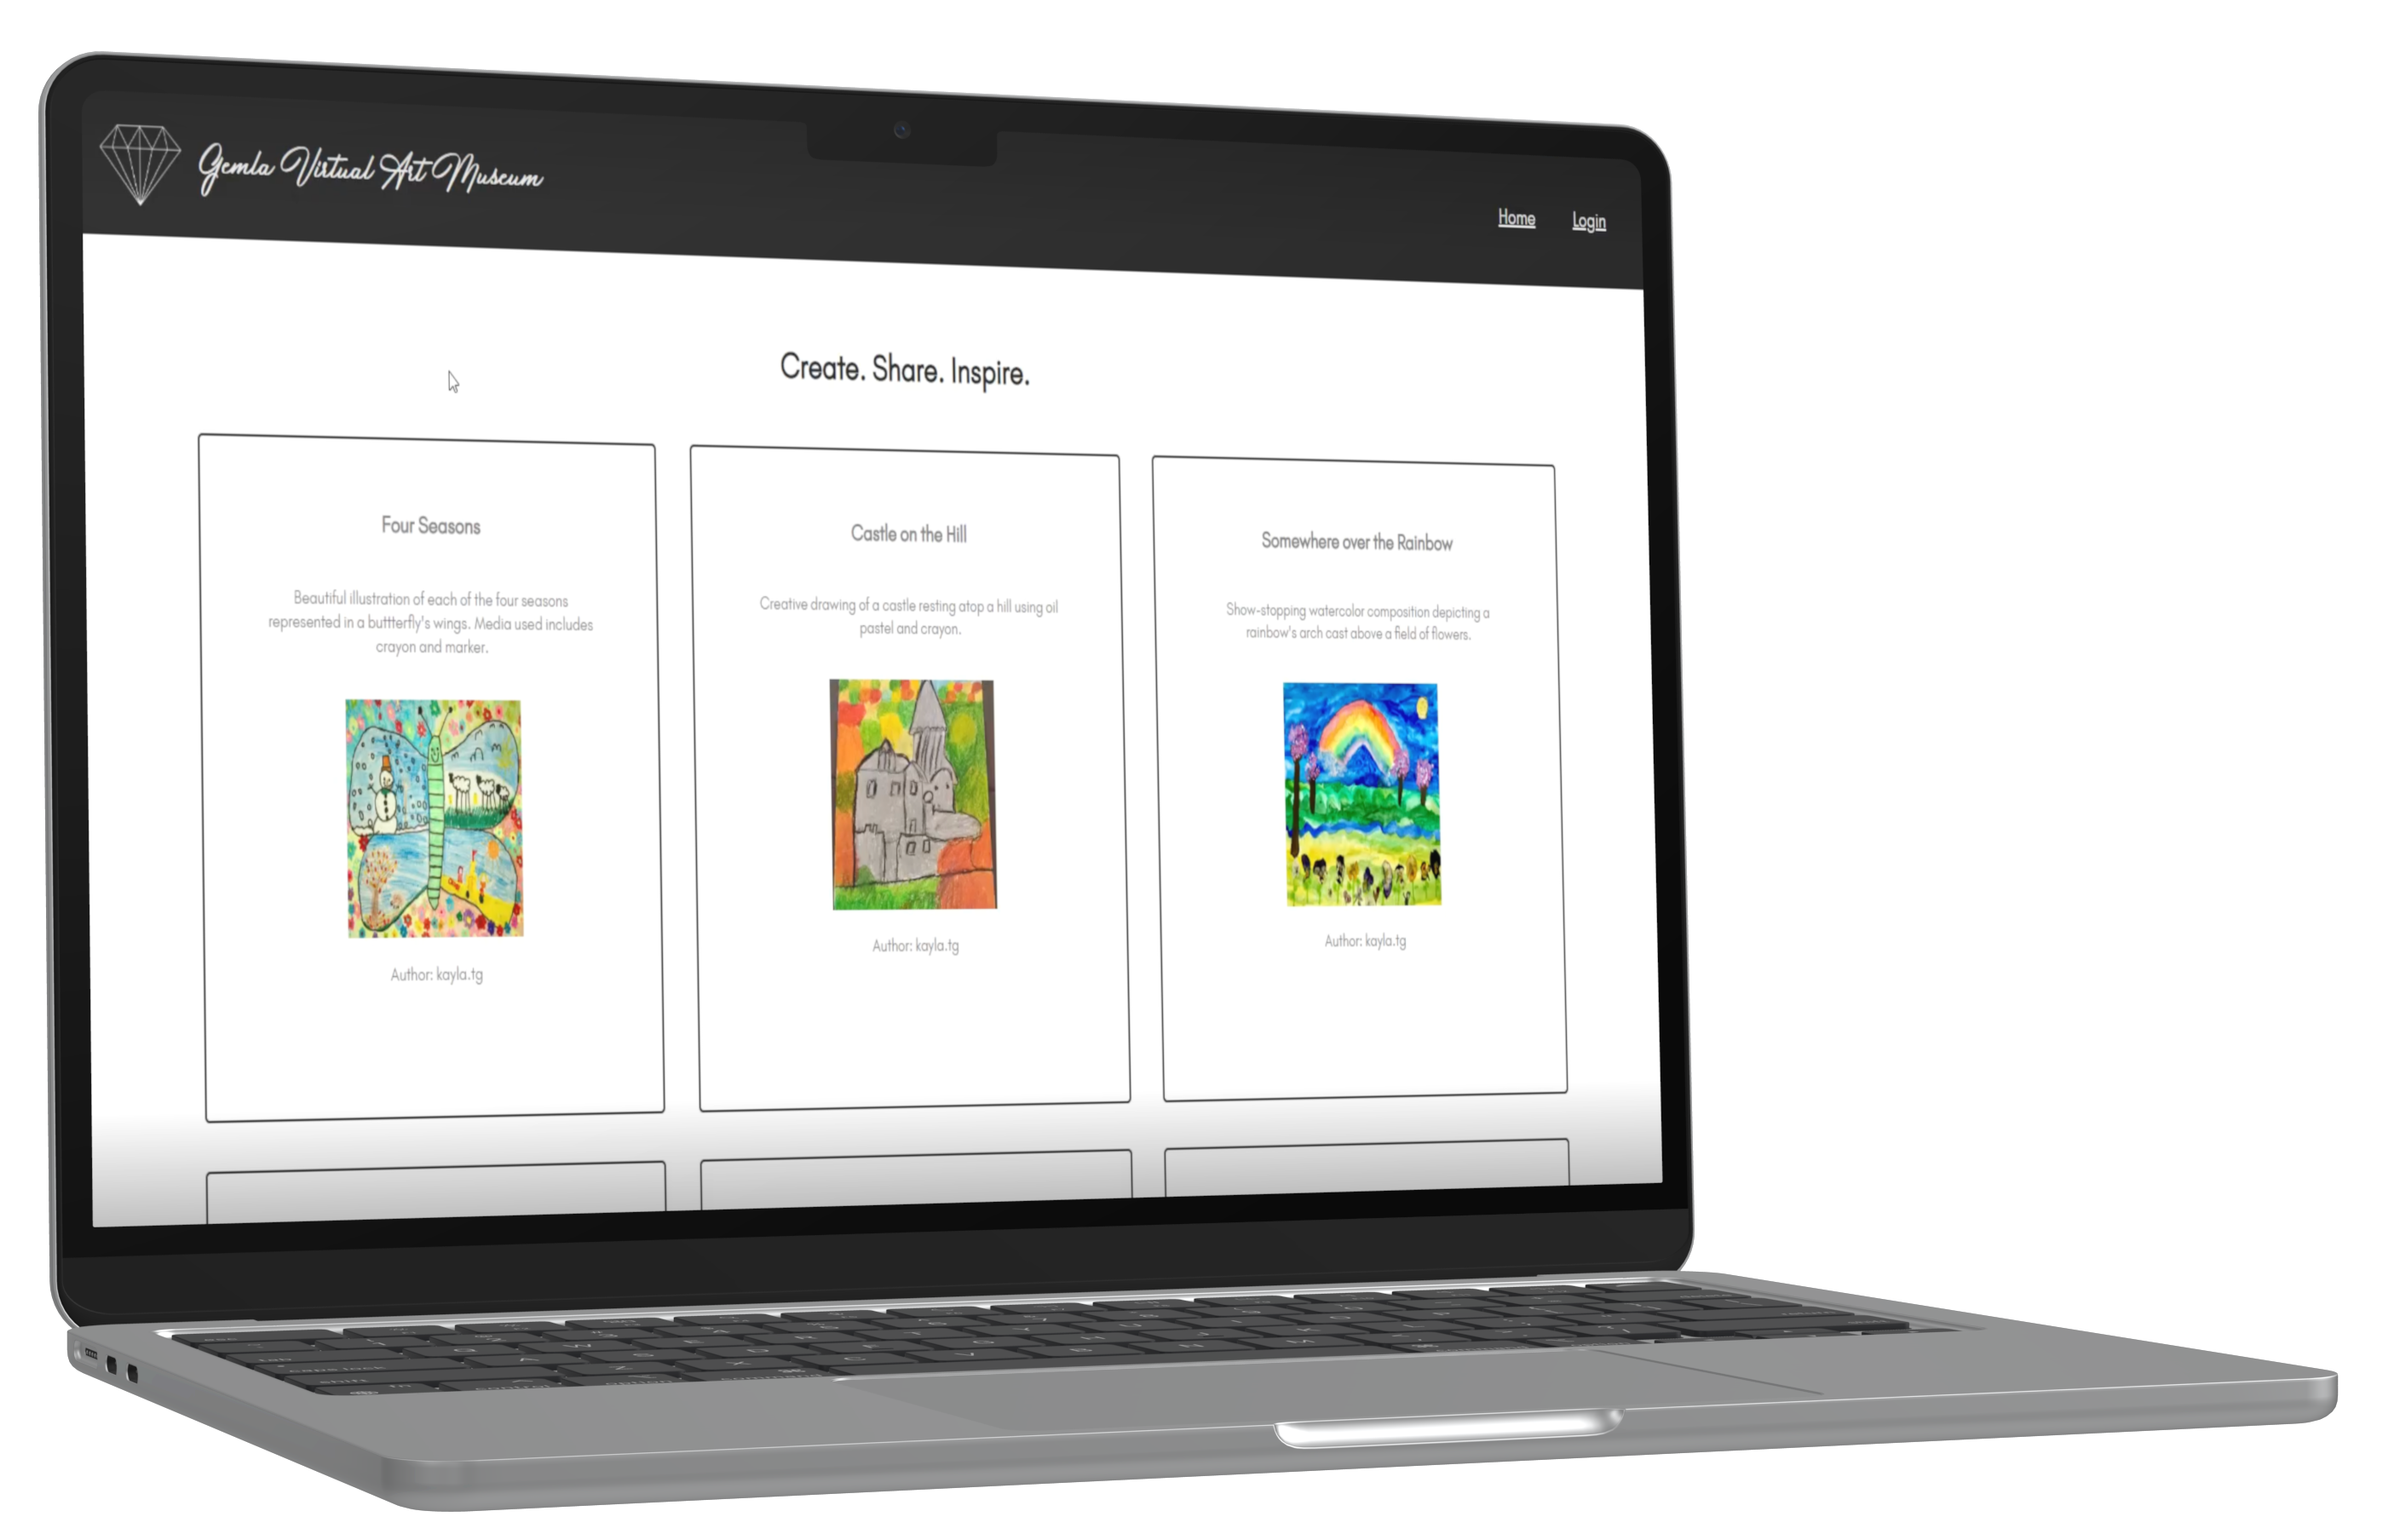 Gemla Virtual Art Museum
Home Login
Create. Share. Inspire.
Four Seasons
Beautiful illustration of each of the four seasons
represented in a buttterfly's wings. Media used includes
crayon and marker.
Author: kayla.tg
Castle on the Hill
Creative drawing of a castle resting atop a hill using oil
pastel and crayon.
Author: kayla.tg
Somewhere over the Rainbow
Show-stopping watercolor composition depicting a
rainbow's arch cast above a field of flowers.
Author: kayla.tg